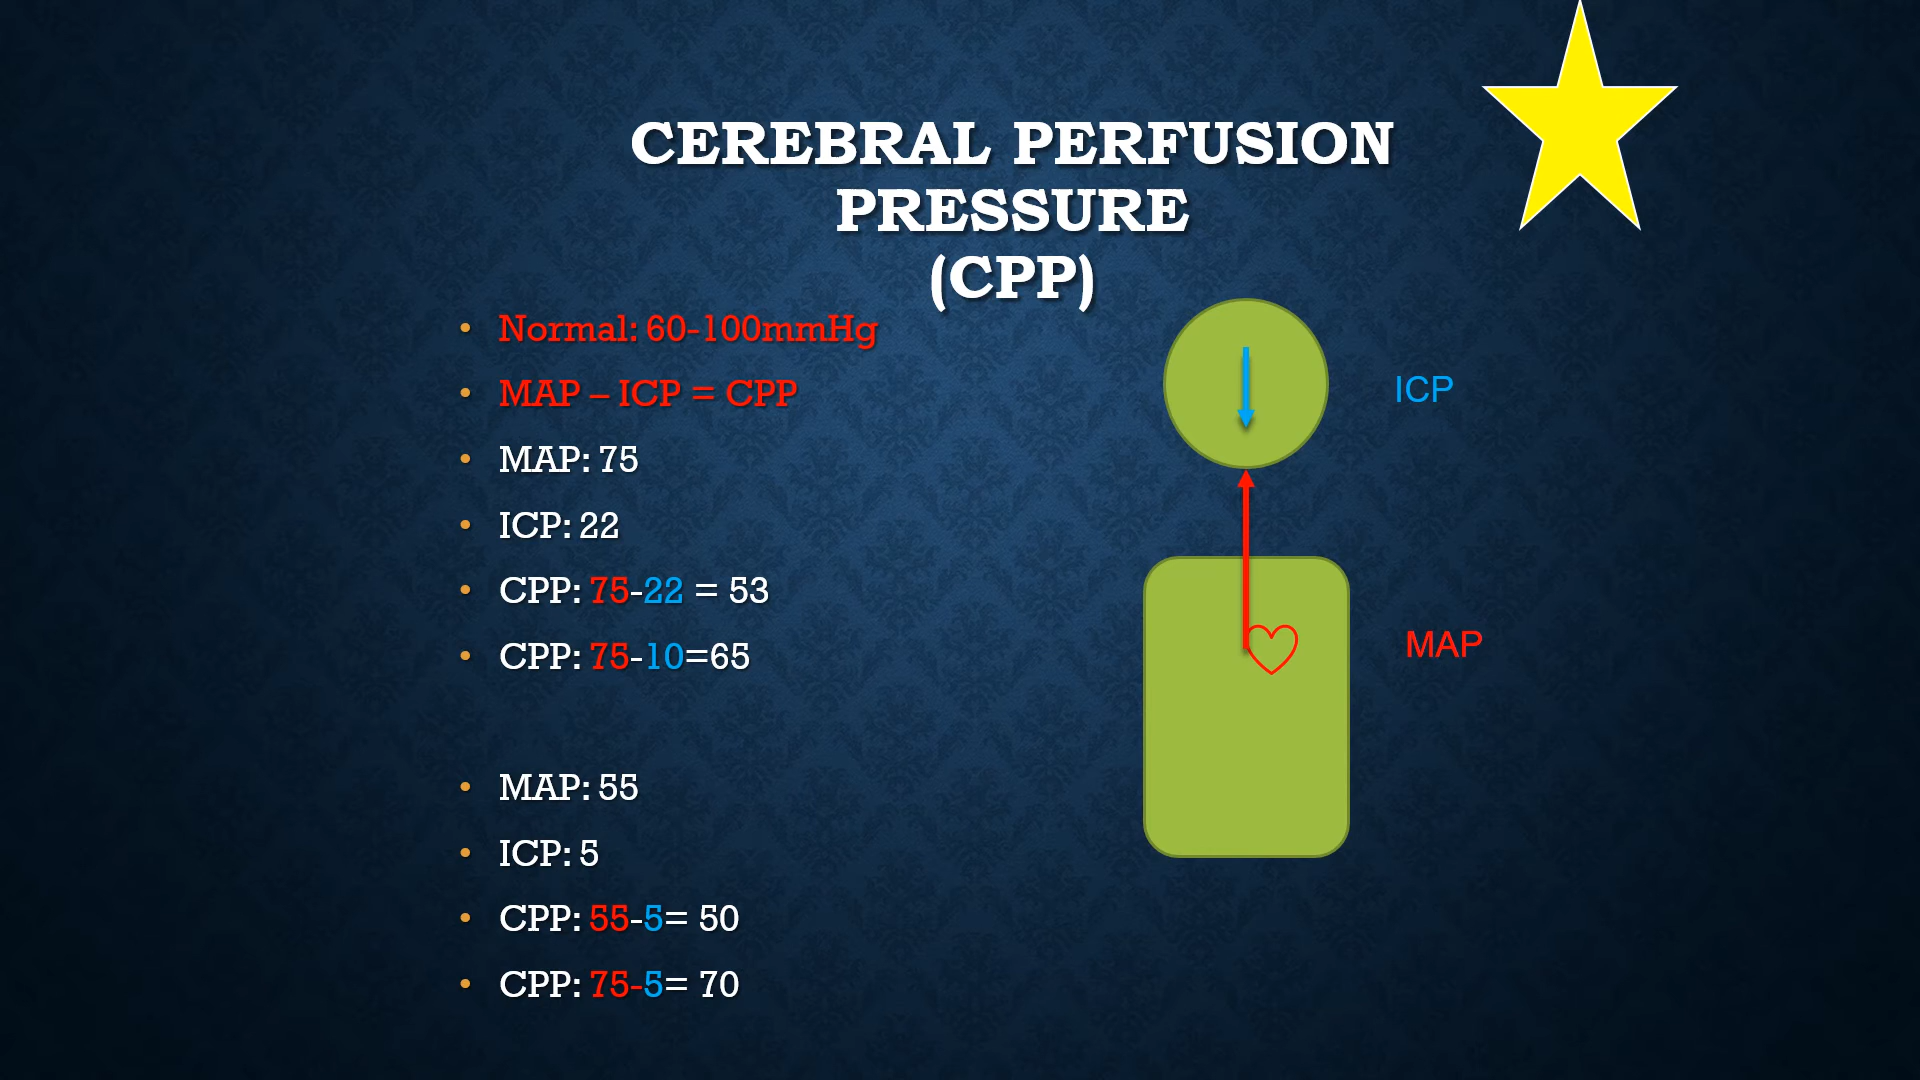 CEREBRAL PERFUSION
PRESSURE
(CPP)
• Normal: 60-100mmHg
• MAP – ICP = CPP
• MAP: 75
• ICP: 22
• CPP: 75-22 = 53
• CPP: 75-10=65
• MAP: 55
• ICP: 5
• CPP: 55-5= 50
• CPP: 75-5= 70
ICP
MAP